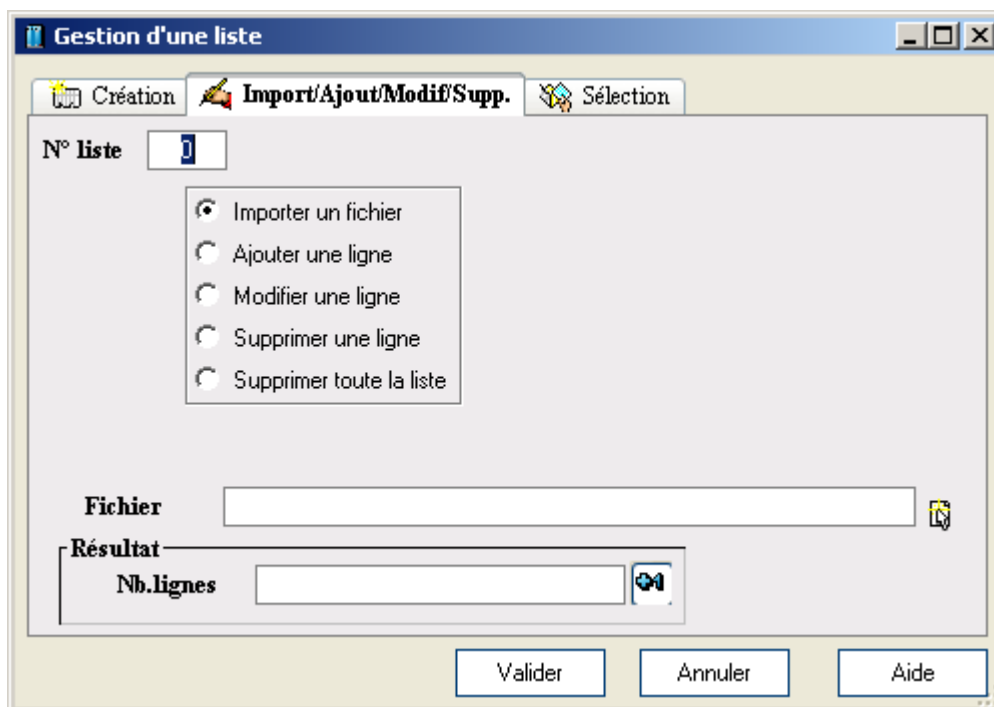 Gestion d'une liste
Création Import/Ajout/Modif/Supp. Sélection
N° liste 0
Importer un fichier
Ajouter une ligne
Modifier une ligne
Supprimer une ligne
Supprimer toute la liste
Fichier
Résultat
Nb.lignes
Valider Annuler Aide